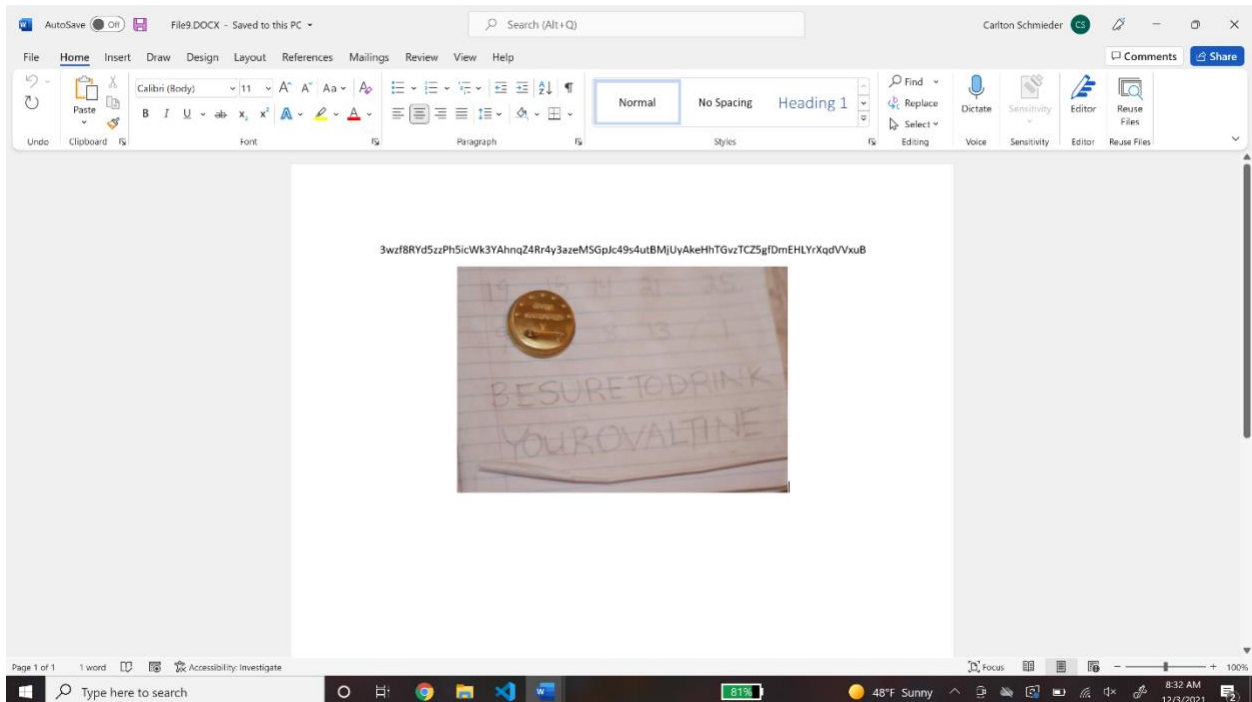 AutoSave Off File9.DOCX - Saved to this PC Search (Alt+Q) Carlton Schmieder CS
File Home Insert Draw Design Layout References Mailings Review View Help Comments Share
Calibri (Body) 11 Normal No Spacing Heading 1
Paste Find Replace Select Dictate Sensitivity Editor Reuse Files
Undo Clipboard Font Paragraph Styles Editing Voice Sensitivity Editor Reuse Files
3wzf8RYd5zzPh5icWk3YAhnqZ4Rr4y3azeMSGpJc49s4utBMjUyAkeHhTGvzTCZ5gfDmEHLYrXqdVVxuB
19 15 21 25
8 13 / 1
BESURETODRINK
YOUROVALTINE
Page 1 of 1 1 word Accessibility: Investigate Focus 100%
Type here to search 81% 48°F Sunny 8:32 AM
12/3/2021